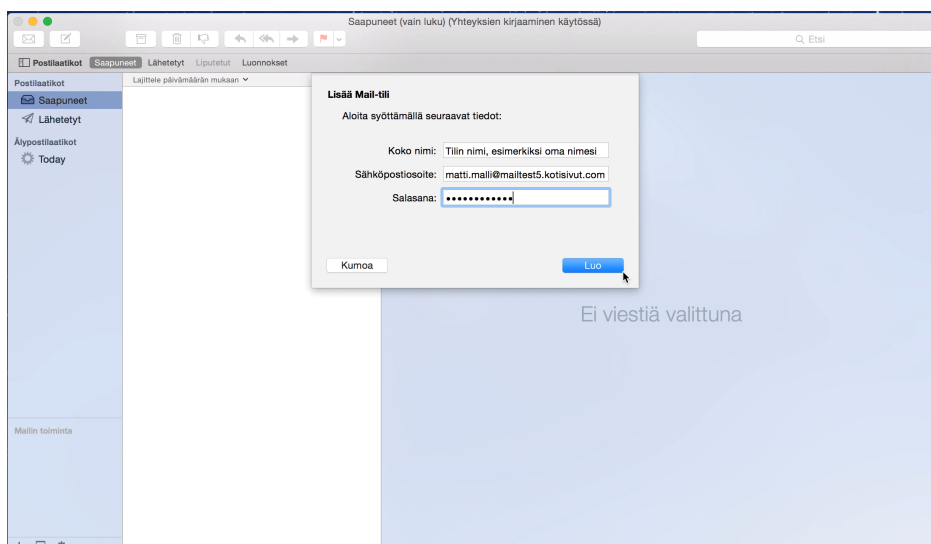 Saapuneet (vain luku) (Yhteyksien kirjaaminen käytössä)
Etsi
Postilaatikot Saapuneet Lähetetyt Liputetut Luonnokset
Postilaatikot
Saapuneet
Lähetetyt
Älypostilaatikot
Today
Mailin toiminta
Lajittele päivämäärän mukaan
Lisää Mail-tili
Aloita syöttämällä seuraavat tiedot:
Koko nimi: Tilin nimi, esimerkiksi oma nimesi
Sähköpostiosoite: matti.malli@mailtest5.kotisivut.com
Salasana: ••••••••••••
Kumoa Luo
Ei viestiä valittuna